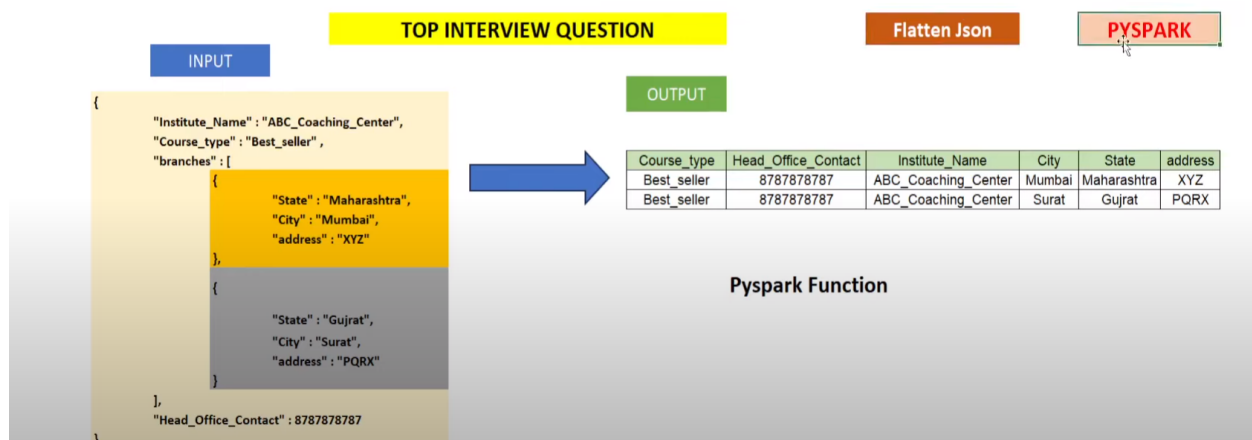 TOP INTERVIEW QUESTION
Flatten Json
PYSPARK
INPUT
{
"Institute_Name" : "ABC_Coaching_Center",
"Course_type" : "Best_seller" ,
"branches" : [
{
"State" : "Maharashtra",
"City" : "Mumbai",
"address" : "XYZ"
},
{
"State" : "Gujrat",
"City" : "Surat",
"address" : "PQRX"
}
],
"Head_Office_Contact" : 8787878787
}
OUTPUT
Course_type Head_Office_Contact Institute_Name City State address
Best_seller 8787878787 ABC_Coaching_Center Mumbai Maharashtra XYZ
Best_seller 8787878787 ABC_Coaching_Center Surat Gujrat PQRX
Pyspark Function